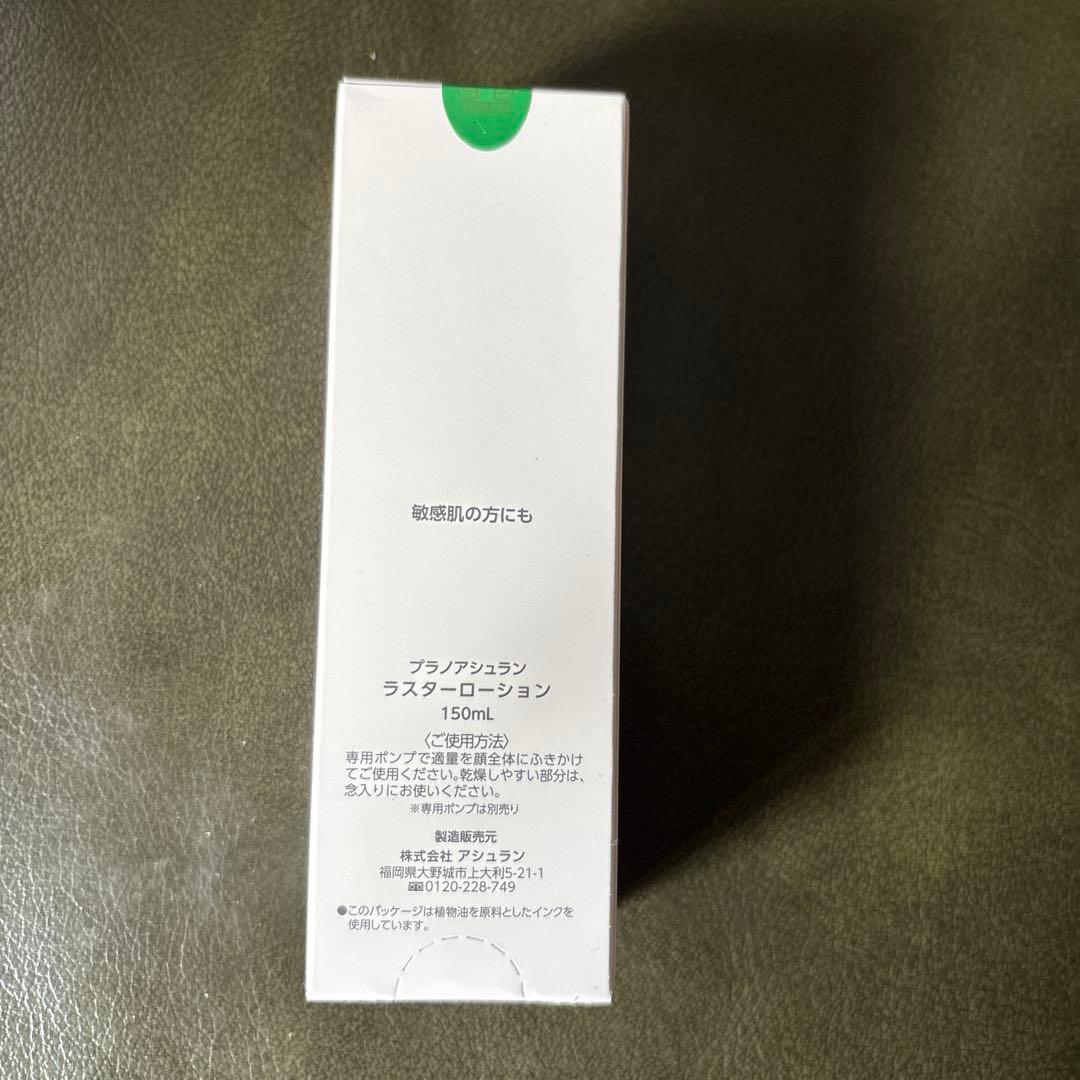 敏感肌の方にも
プラノアシュラン
ラスターローション
150mL
〈ご使用方法〉
専用ポンプで適量を顔全体にふきかけ
てご使用ください。乾燥しやすい部分は、
念入りにお使いください。
※専用ポンプは別売り
製造販売元
株式会社 アシュラン
福岡県大野城市上大利5-21-1
0120-228-749
●このパッケージは植物油を原料としたインクを
使用しています。